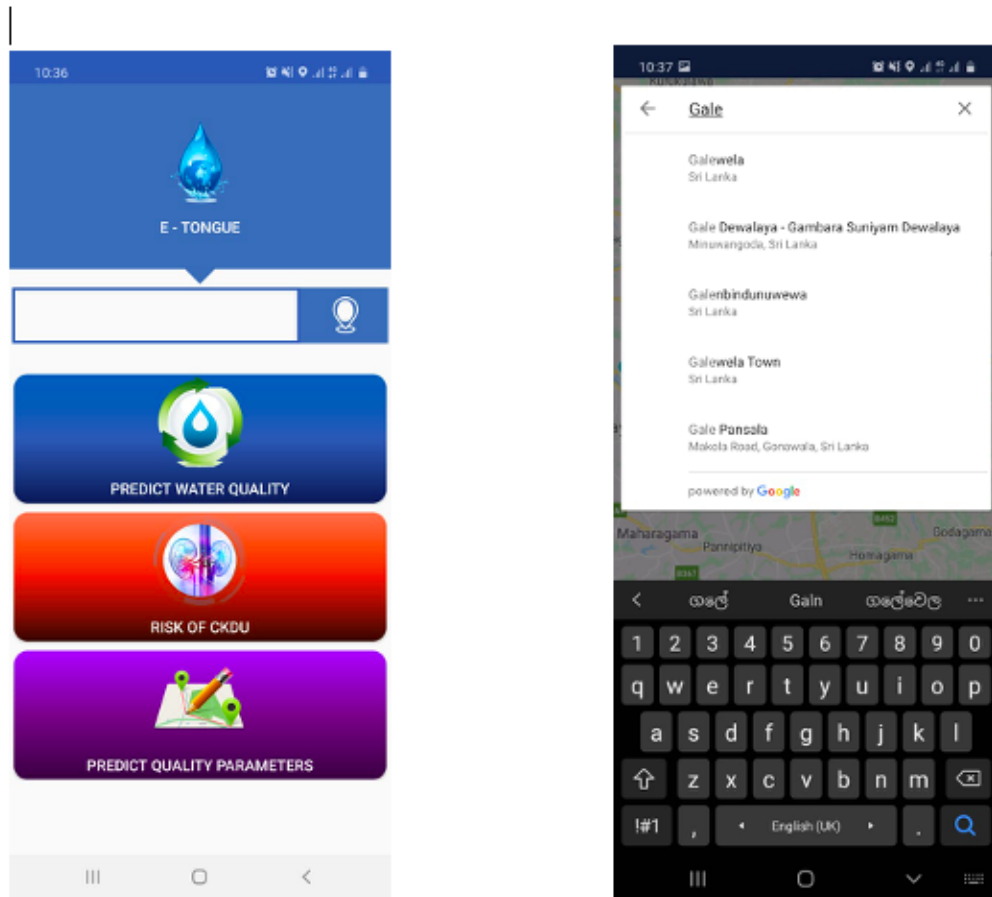 10:36
E - TONGUE
PREDICT WATER QUALITY
RISK OF CKDU
PREDICT QUALITY PARAMETERS
10:37
Gale
Galewela
Sri Lanka
Gale Dewalaya - Gambara Suniyam Dewalaya
Minuwangoda, Sri Lanka
Galenbindunuwewa
Sri Lanka
Galewela Town
Sri Lanka
Gale Pansala
Makola Road, Gonawala, Sri Lanka
powered by Google
Maharagama
Pannipitiya
Homagama
Godagama
ගලේ Galn ගලේවෙල
1 2 3 4 5 6 7 8 9 0
q w e r t y u i o p
a s d f g h j k l
z x c v b n m
!#1 , English (UK) .